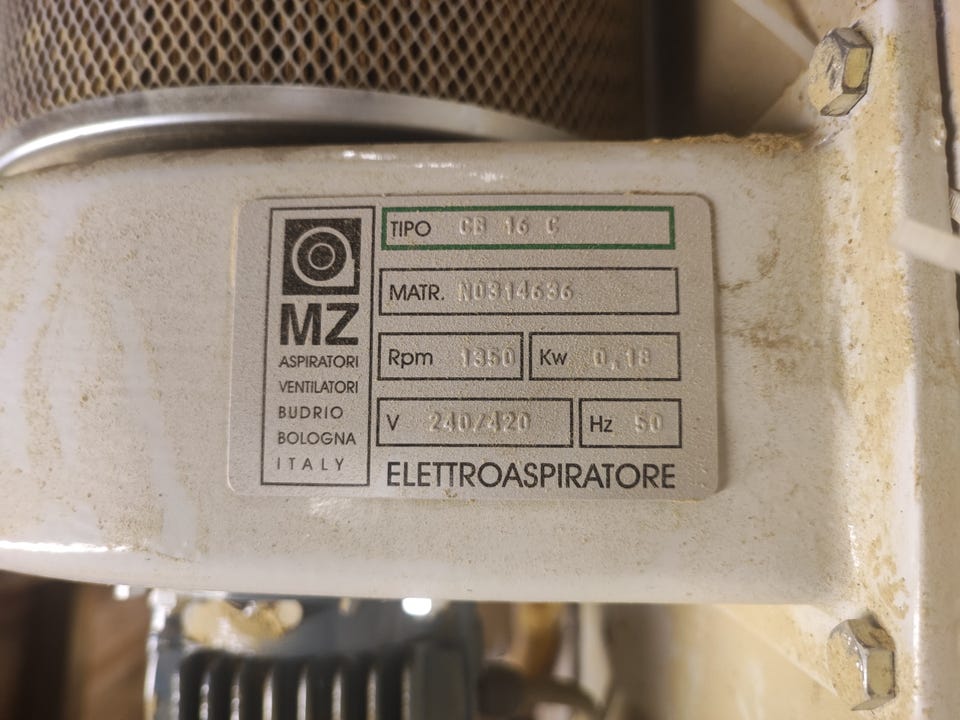 MZ
ASPIRATORI
VENTILATORI
BUDRIO
BOLOGNA
ITALY
TIPO CB 16 C
MATR. N0314636
Rpm 1350 Kw 0,18
V 240/420 Hz 50
ELETTROASPIRATORE